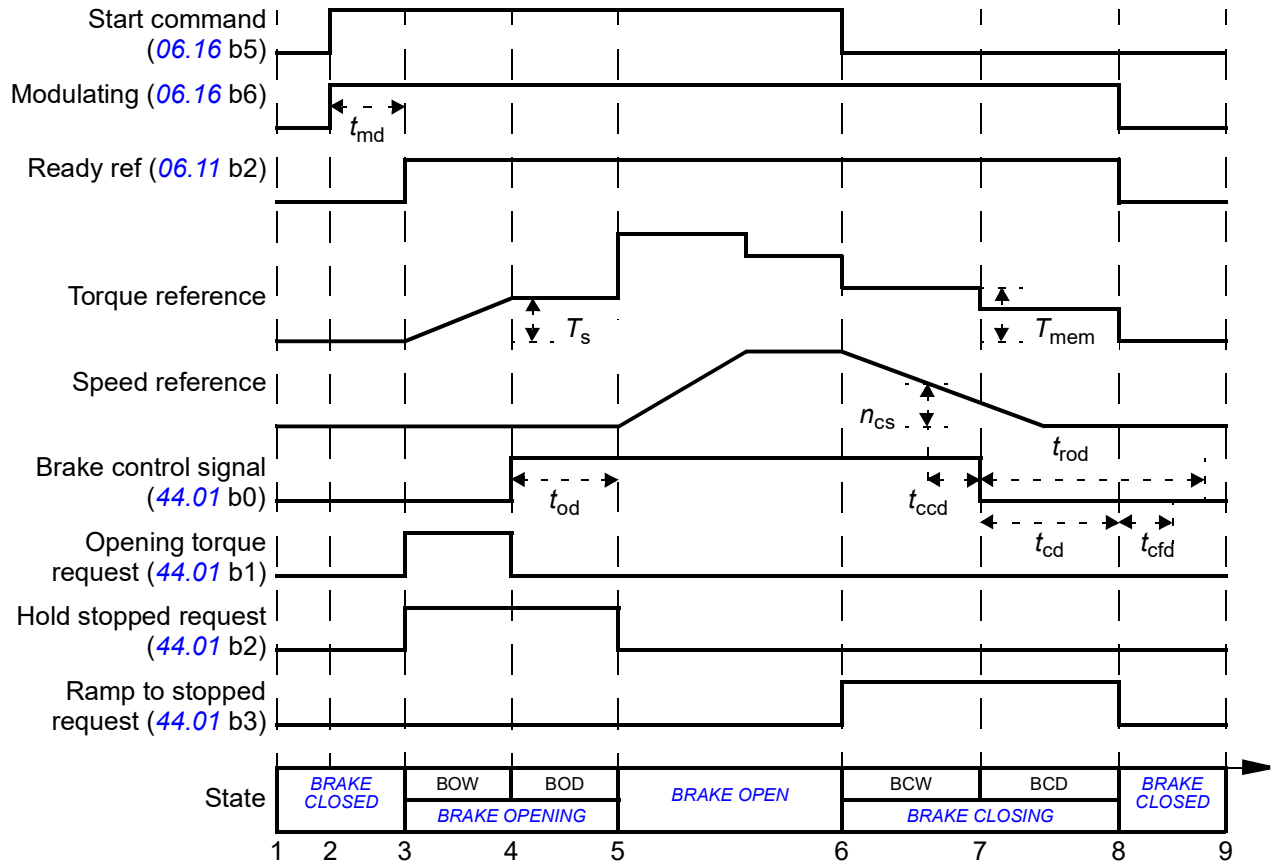 Start command
(06.16 b5)
Modulating (06.16 b6)
tmd
Ready ref (06.11 b2)
Torque reference
Ts
Tmem
Speed reference
ncs
trod
Brake control signal
(44.01 b0)
tod
tccd
tcd
tcfd
Opening torque
request (44.01 b1)
Hold stopped request
(44.01 b2)
Ramp to stopped
request (44.01 b3)
State
BRAKE
CLOSED
BOW
BOD
BRAKE OPENING
BRAKE OPEN
BCW
BCD
BRAKE CLOSING
BRAKE
CLOSED
1 2 3 4 5 6 7 8 9